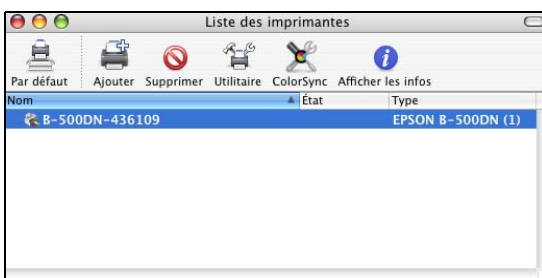 Liste des imprimantes
Par défaut Ajouter Supprimer Utilitaire ColorSync Afficher les infos
Nom État Type
B-500DN-436109 EPSON B-500DN (1)